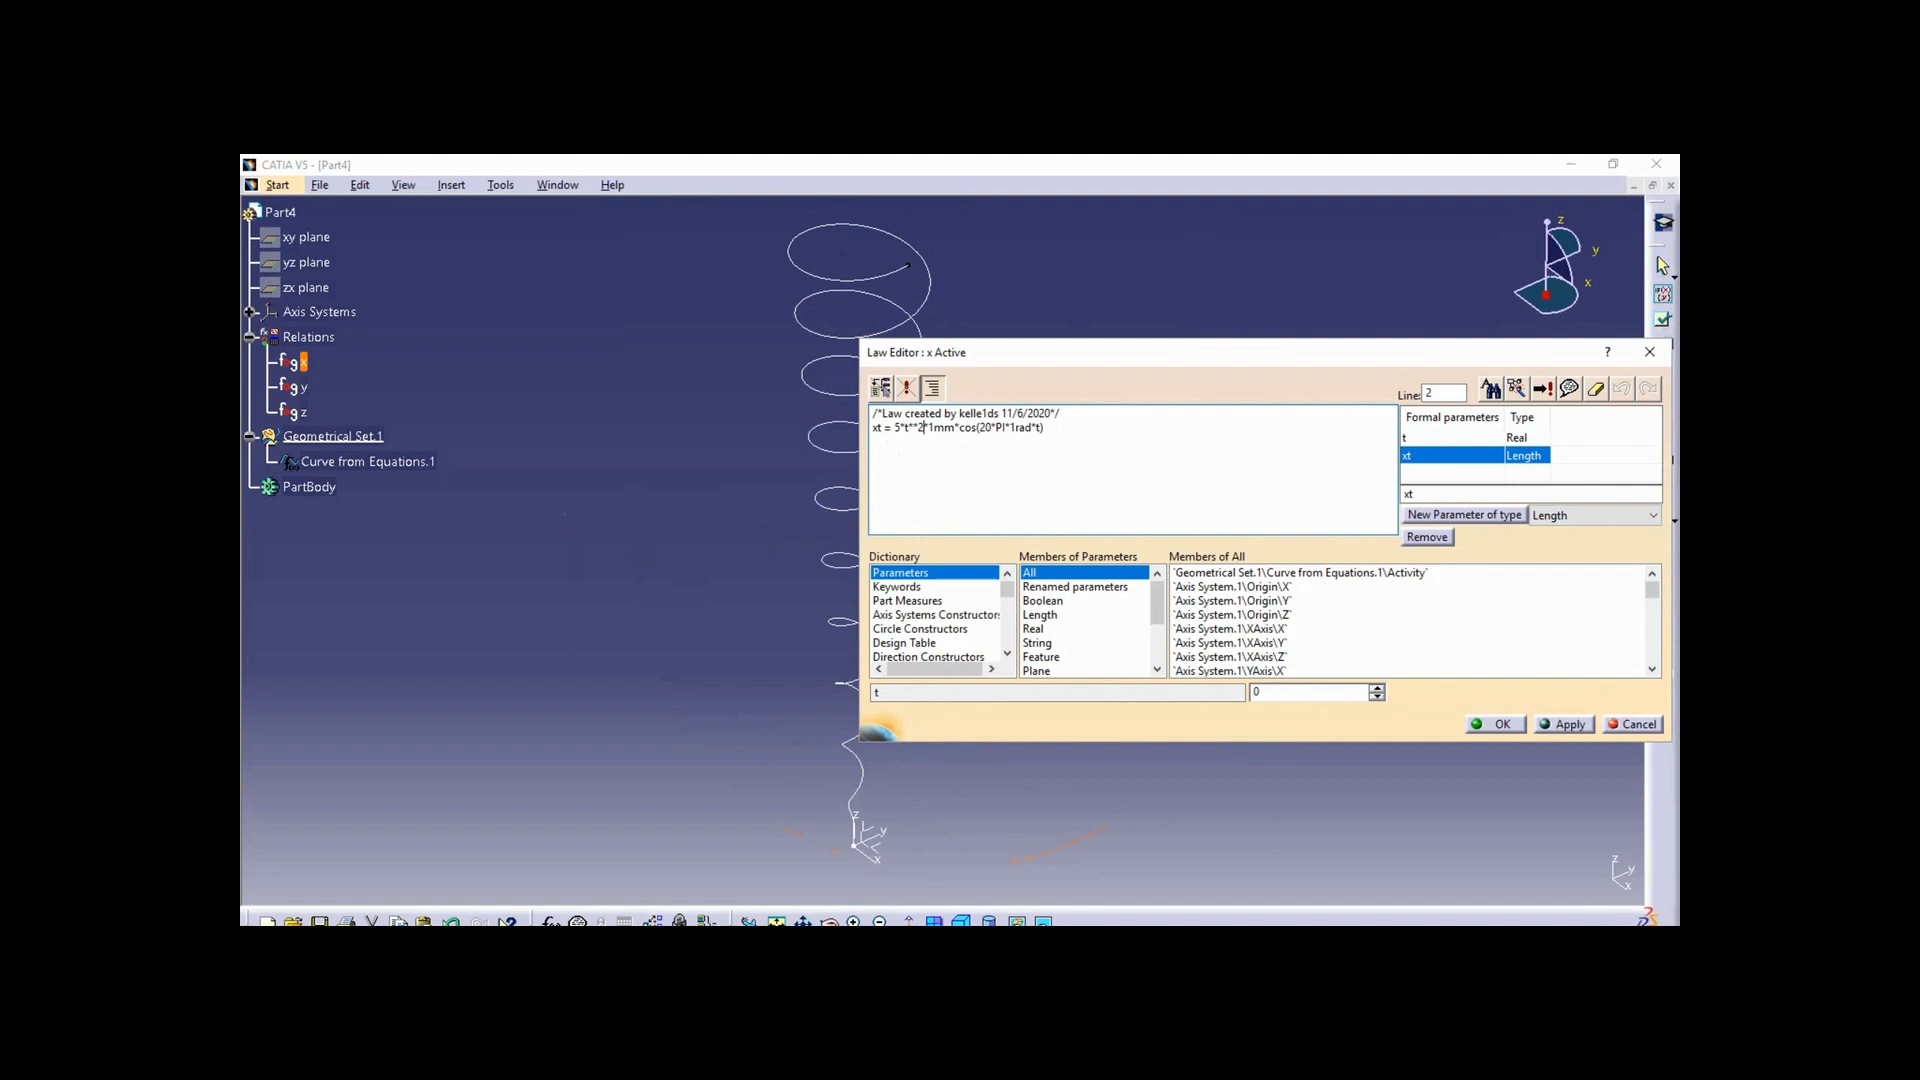 CATIA V5 - [Part4]
Start File Edit View Insert Tools Window Help
Part4
xy plane
yz plane
zx plane
Axis Systems
Relations
fog x
fog y
fog z
Geometrical Set.1
Curve from Equations.1
PartBody
z
y
x
Law Editor : x Active
?
Line: 2
/*Law created by kelle1ds 11/6/2020*/
xt = 5*t**2*1mm*cos(20*PI*1rad*t)
Formal parameters Type
t Real
xt Length
xt
New Parameter of type Length
Remove
Dictionary Members of Parameters Members of All
Parameters
Keywords
Part Measures
Axis Systems Constructors
Circle Constructors
Design Table
Direction Constructors
All
Renamed parameters
Boolean
Length
Real
String
Feature
Plane
`Geometrical Set.1\Curve from Equations.1\Activity`
`Axis System.1\Origin\X`
`Axis System.1\Origin\Y`
`Axis System.1\Origin\Z`
`Axis System.1\XAxis\X`
`Axis System.1\XAxis\Y`
`Axis System.1\XAxis\Z`
`Axis System.1\YAxis\X`
t 0
OK Apply Cancel
z
y
x
z
y
x